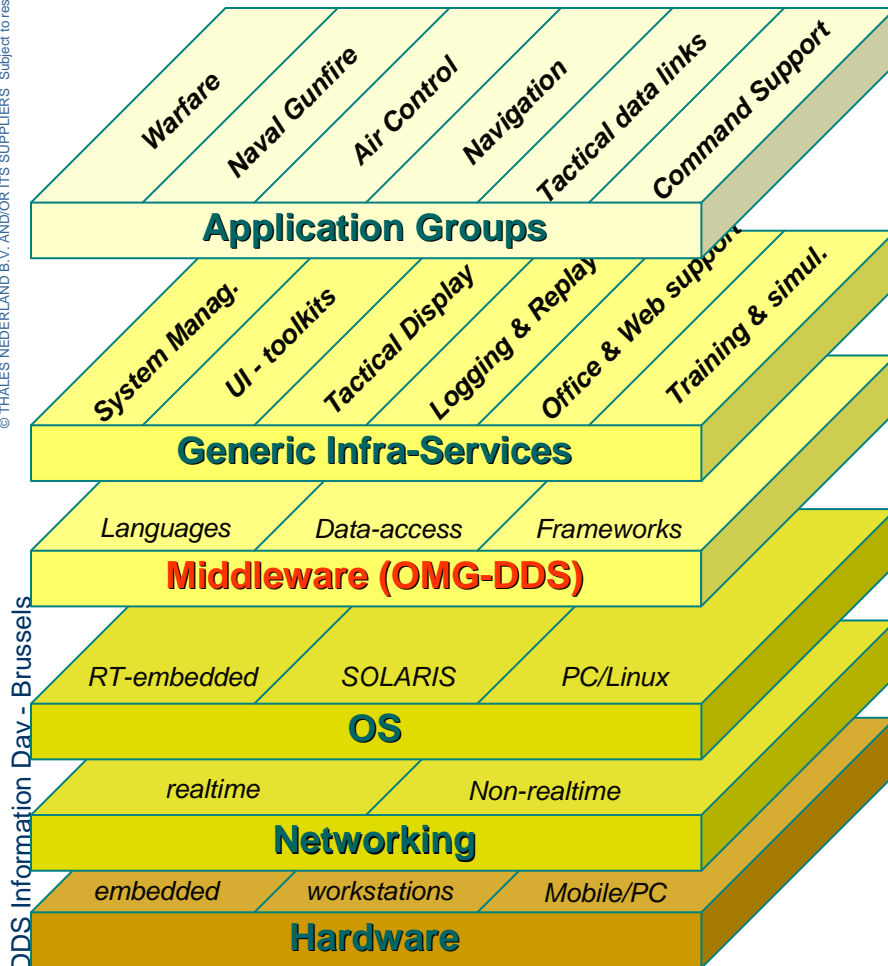 © THALES NEDERLAND B.V. AND/OR ITS SUPPLIERS Subject to res
DDS Information Day - Brussels
Warfare
Naval Gunfire
Air Control
Navigation
Tactical data links
Command Support
Application Groups
System Manag.
UI - toolkits
Tactical Display
Logging & Replay
Office & Web support
Training & simul.
Generic Infra-Services
Languages
Data-access
Frameworks
Middleware (OMG-DDS)
RT-embedded
SOLARIS
PC/Linux
OS
realtime
Non-realtime
Networking
embedded
workstations
Mobile/PC
Hardware